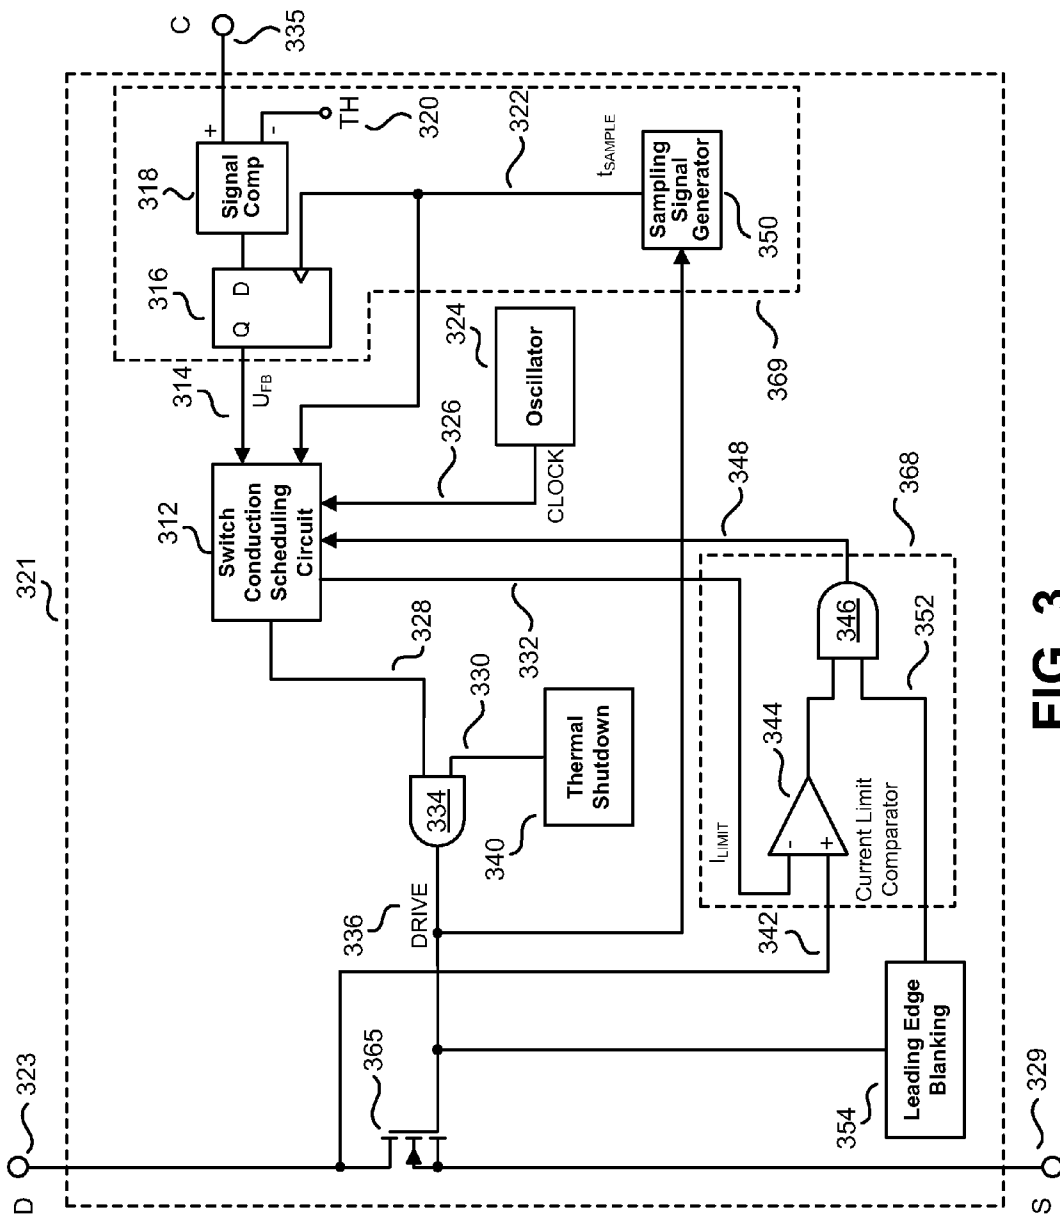 C
335
321
+
-
TH
320
318
Signal
Comp
322
tSAMPLE
Sampling
Signal
Generator
350
316
D
Q
314
UFB
324
Oscillator
326
CLOCK
369
312
Switch
Conduction
Scheduling
Circuit
348
368
328
332
330
334
340
Thermal
Shutdown
346
352
344
-
+
ILIMIT
Current Limit
Comparator
336
DRIVE
342
365
Leading Edge
Blanking
354
D
323
S
329
FIG. 3